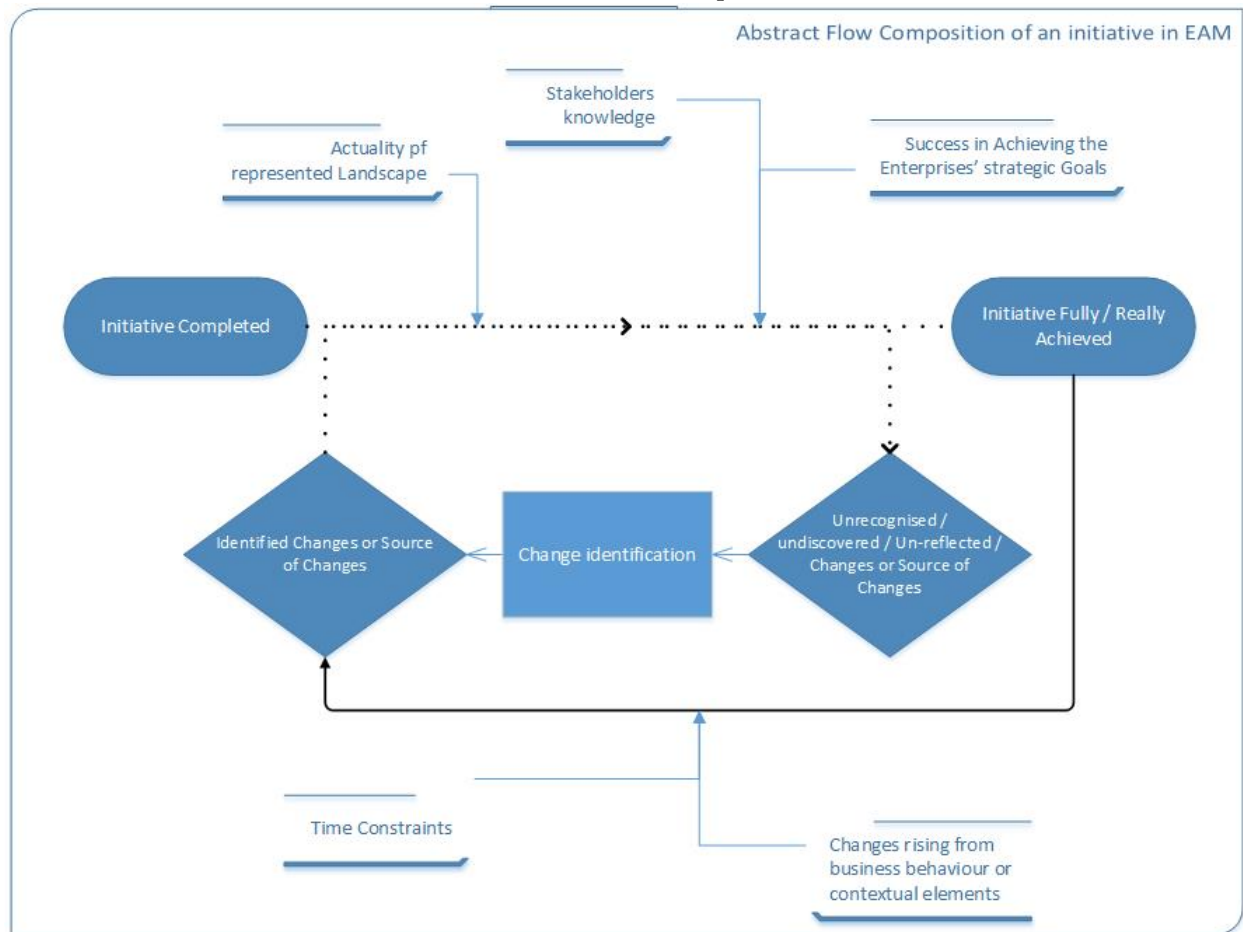 Abstract Flow Composition of an initiative in EAM
Stakeholders
knowledge
Actuality pf
represented Landscape
Success in Achieving the
Enterprises’ strategic Goals
Initiative Completed
Initiative Fully / Really
Achieved
Identified Changes or Source
of Changes
Change identification
Unrecognised /
undiscovered / Un-reflected /
Changes or Source of
Changes
Time Constraints
Changes rising from
business behaviour or
contextual elements